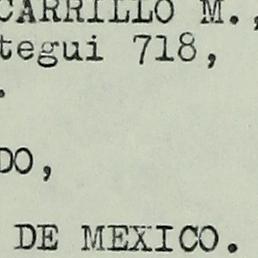 CARRILLO M.,
tegui 718,
.
DO,
DE MEXICO.